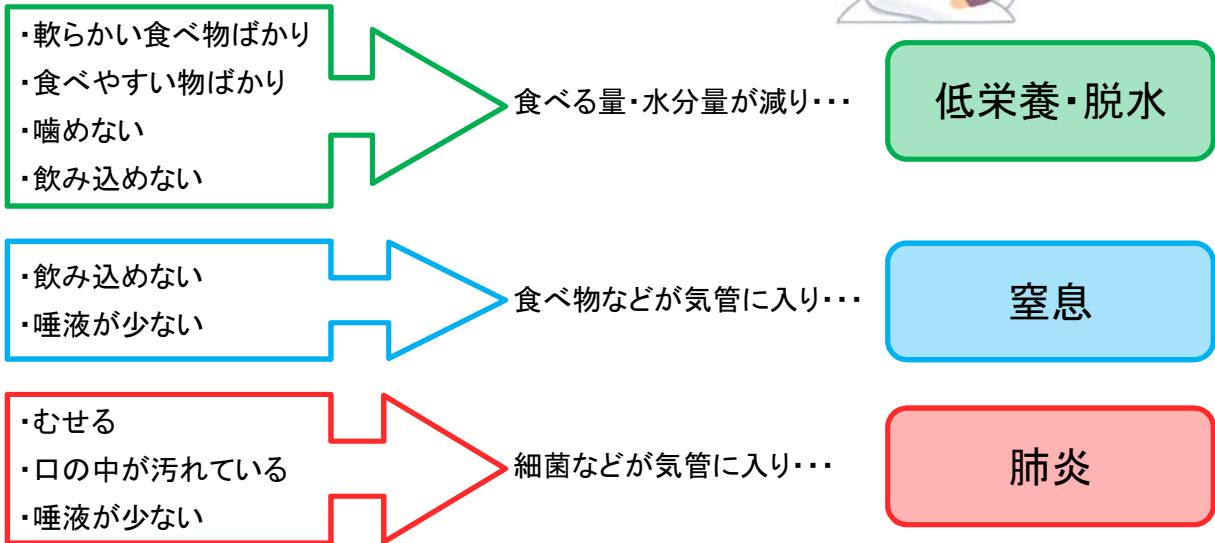 ・軟らかい食べ物ばかり
・食べやすい物ばかり
・噛めない
・飲み込めない
食べる量・水分量が減り・・・
低栄養・脱水
・飲み込めない
・唾液が少ない
食べ物などが気管に入り・・・
窒息
・むせる
・口の中が汚れている
・唾液が少ない
細菌などが気管に入り・・・
肺炎